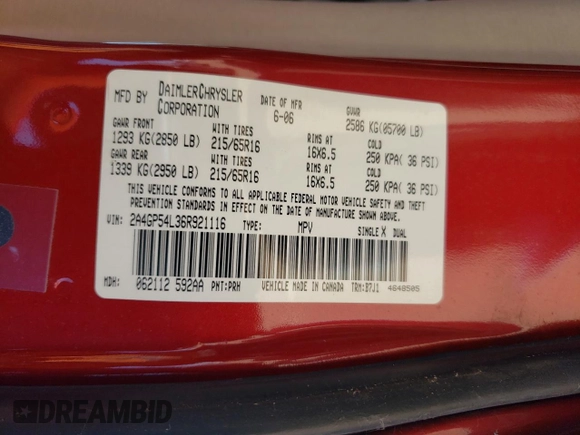 MFD BY DAIMLERCHRYSLER CORPORATION DATE OF MFR 6-06 GVWR 2586 KG(05700 LB)
GAWR FRONT WITH TIRES RIMS AT COLD
1293 KG(2850 LB) 215/65R16 16X6.5 250 KPA( 36 PSI)
GAWR REAR WITH TIRES RIMS AT COLD
1339 KG(2950 LB) 215/65R16 16X6.5 250 KPA( 36 PSI)
THIS VEHICLE CONFORMS TO ALL APPLICABLE FEDERAL MOTOR VEHICLE SAFETY AND THEFT
PREVENTION STANDARDS IN EFFECT ON THE DATE OF MANUFACTURE SHOWN ABOVE.
VIN: 2A4GP54L36R921116 TYPE: MPV SINGLE X DUAL
MDH: 062112 592AA PNT:PRH VEHICLE MADE IN CANADA TRM:B7J1 4648505
DREAMBID